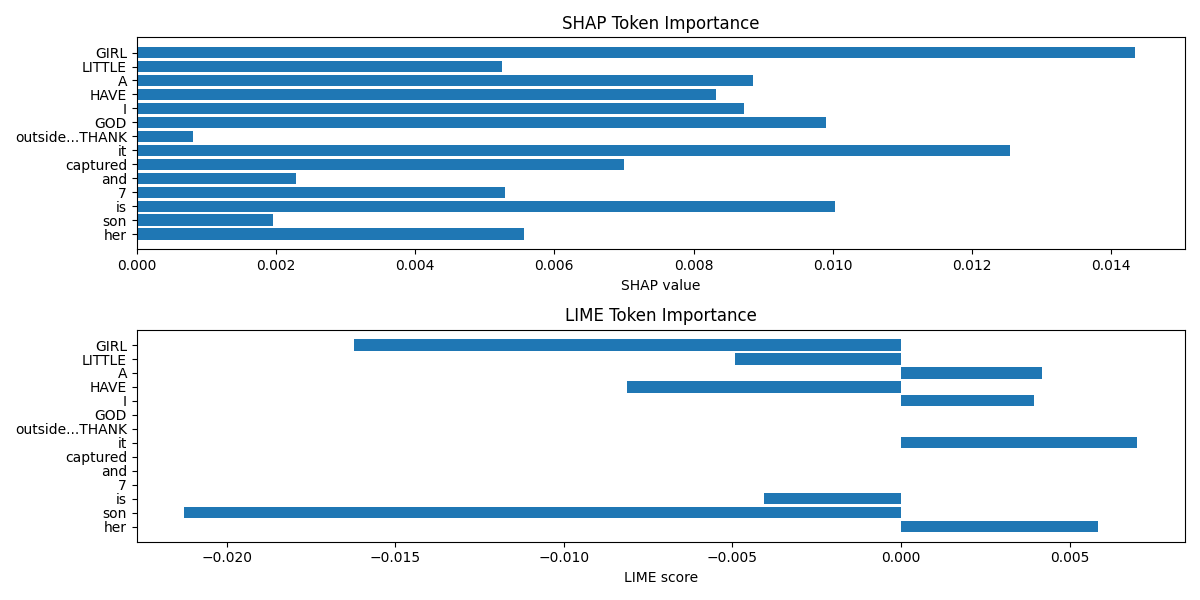 SHAP Token Importance
GIRL
LITTLE
A
HAVE
I
GOD
outside...THANK
it
captured
and
7
is
son
her
0.000 0.002 0.004 0.006 0.008 0.010 0.012 0.014
SHAP value
LIME Token Importance
GIRL
LITTLE
A
HAVE
I
GOD
outside...THANK
it
captured
and
7
is
son
her
−0.020 −0.015 −0.010 −0.005 0.000 0.005
LIME score